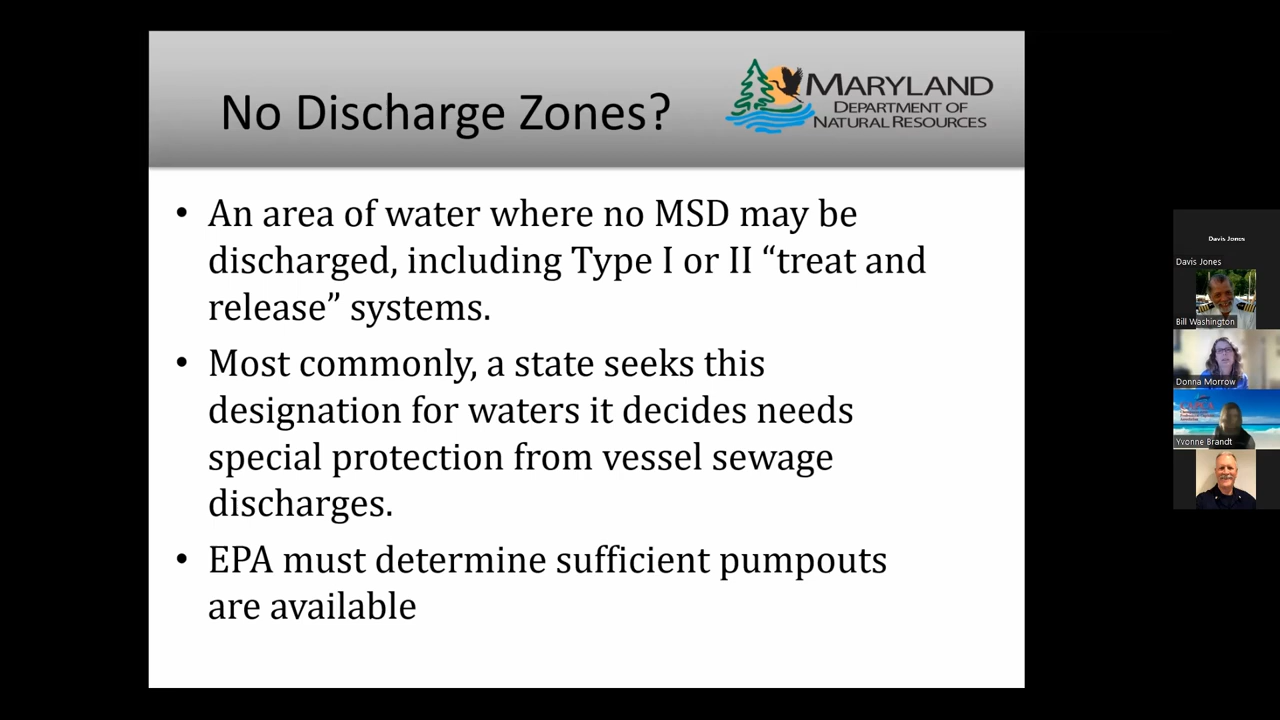 No Discharge Zones?
MARYLAND
DEPARTMENT OF
NATURAL RESOURCES
• An area of water where no MSD may be
discharged, including Type I or II “treat and
release” systems.
• Most commonly, a state seeks this
designation for waters it decides needs
special protection from vessel sewage
discharges.
• EPA must determine sufficient pumpouts
are available
Davis Jones
Davis Jones
Bill Washington
Donna Morrow
Yvonne Brandt